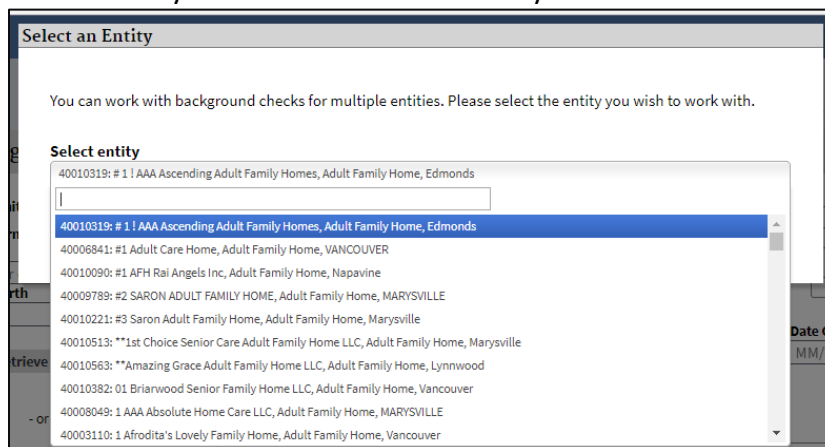 Select an Entity
You can work with background checks for multiple entities. Please select the entity you wish to work with.
Select entity
40010319: # 1 ! AAA Ascending Adult Family Homes, Adult Family Home, Edmonds
40010319: # 1 ! AAA Ascending Adult Family Homes, Adult Family Home, Edmonds
40006841: #1 Adult Care Home, Adult Family Home, VANCOUVER
40010090: #1 AFH Rai Angels Inc, Adult Family Home, Napavine
40009789: #2 SARON ADULT FAMILY HOME, Adult Family Home, MARYSVILLE
40010221: #3 Saron Adult Family Home, Adult Family Home, Marysville
rth
40010513: **1st Choice Senior Care Adult Family Home LLC, Adult Family Home, Marysville
Date
40010563: **Amazing Grace Adult Family Home LLC, Adult Family Home, Lynnwood
trieve
MM/
40010382: 01 Briarwood Senior Family Home LLC, Adult Family Home, Vancouver
40008049: 1 AAA Absolute Home Care LLC, Adult Family Home, MARYSVILLE
- or
40003110: 1 Afrodita's Lovely Family Home, Adult Family Home, Vancouver